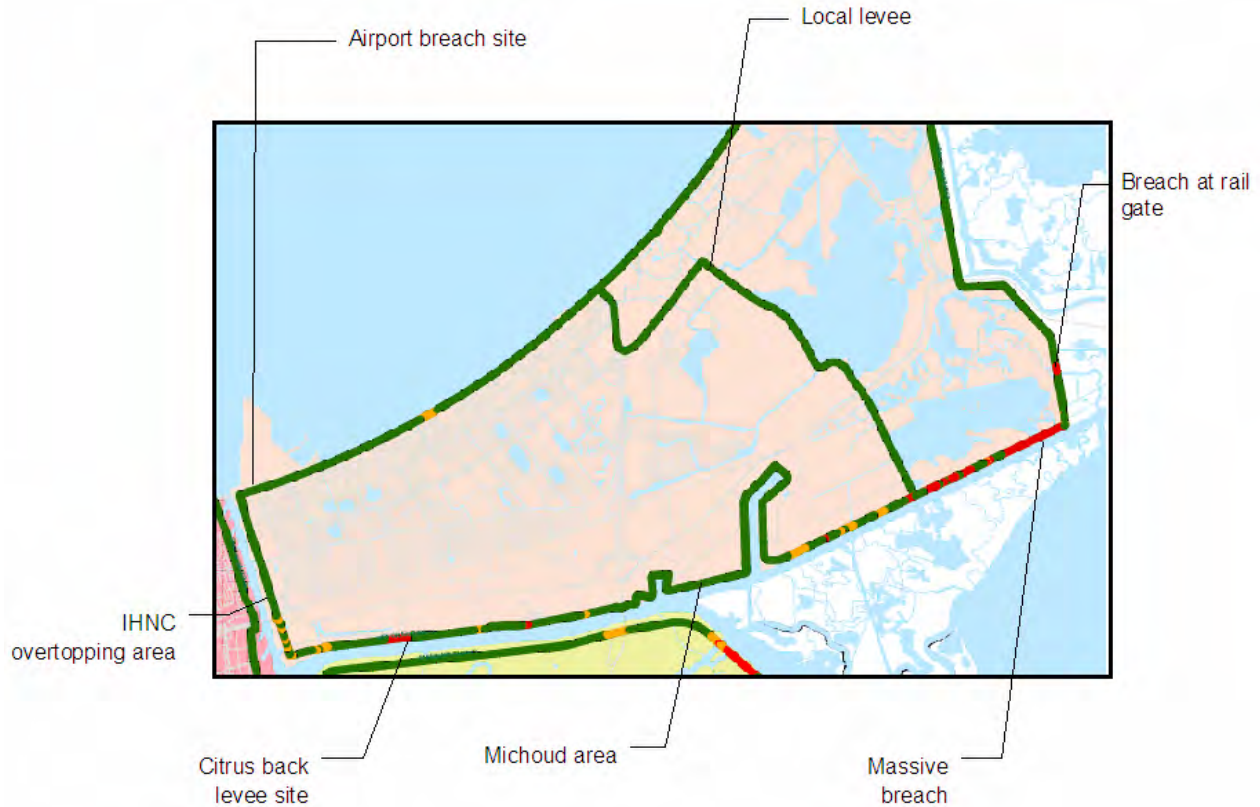 Local levee
Airport breach site
Breach at rail
gate
IHNC
overtopping area
Citrus back
levee site
Michoud area
Massive
breach